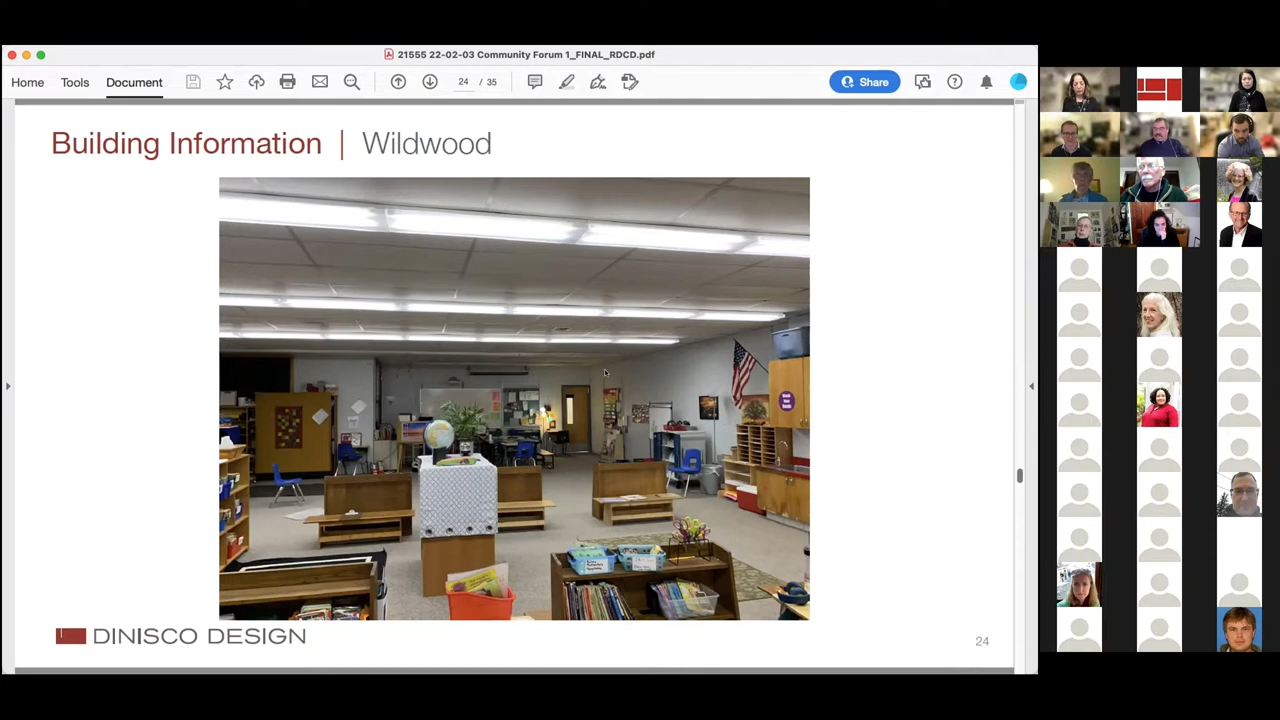 21555 22-02-03 Community Forum 1_FINAL_RDCD.pdf
Home Tools Document 24 / 35 Share
Building Information | Wildwood
DINISCO DESIGN
24